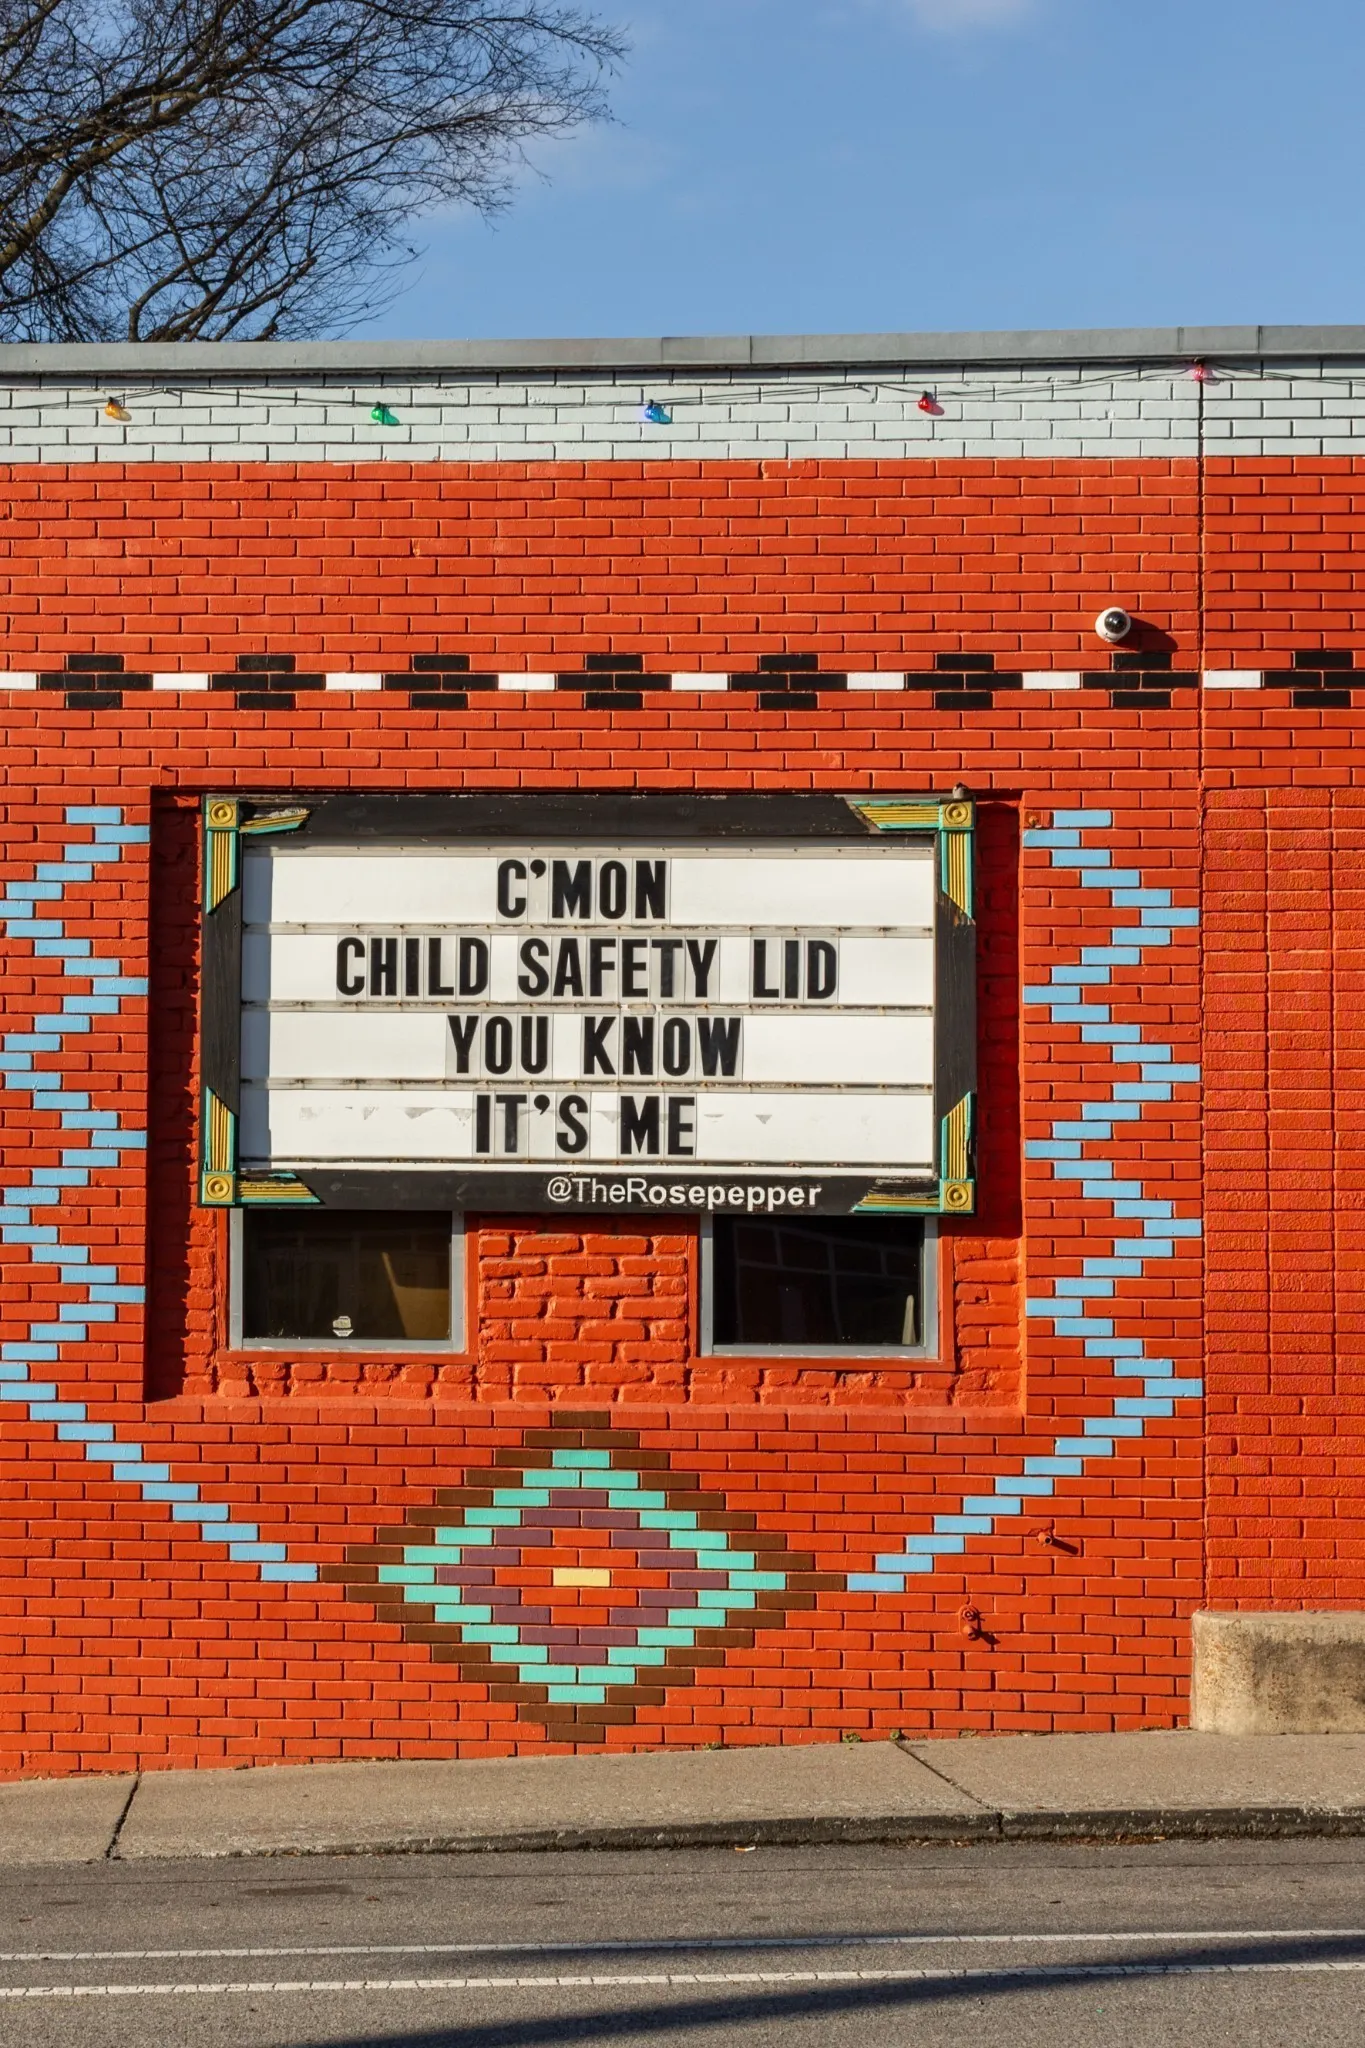 C'MON
CHILD SAFETY LID
YOU KNOW
IT'S ME
@TheRosepepper